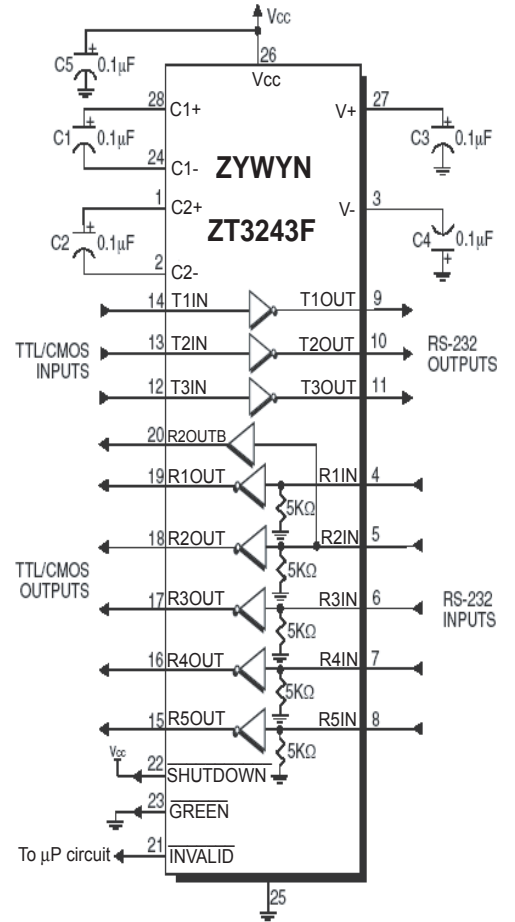 Vcc
26
Vcc
C5 + 0.1µF
28 C1+
C1 + 0.1µF
24 C1-
V+ 27
+ C3 0.1µF
ZYWYN
ZT3243F
1 C2+
C2 + 0.1µF
2 C2-
V- 3
C4 0.1µF +
14 T1IN T1OUT 9
TTL/CMOS INPUTS
13 T2IN T2OUT 10
RS-232 OUTPUTS
12 T3IN T3OUT 11
20 R2OUTB
19 R1OUT R1IN 4
5KΩ
18 R2OUT R2IN 5
5KΩ
TTL/CMOS OUTPUTS
17 R3OUT R3IN 6
RS-232 INPUTS
5KΩ
16 R4OUT R4IN 7
5KΩ
15 R5OUT R5IN 8
5KΩ
Vcc
22 SHUTDOWN
23 GREEN
To µP circuit 21 INVALID
25